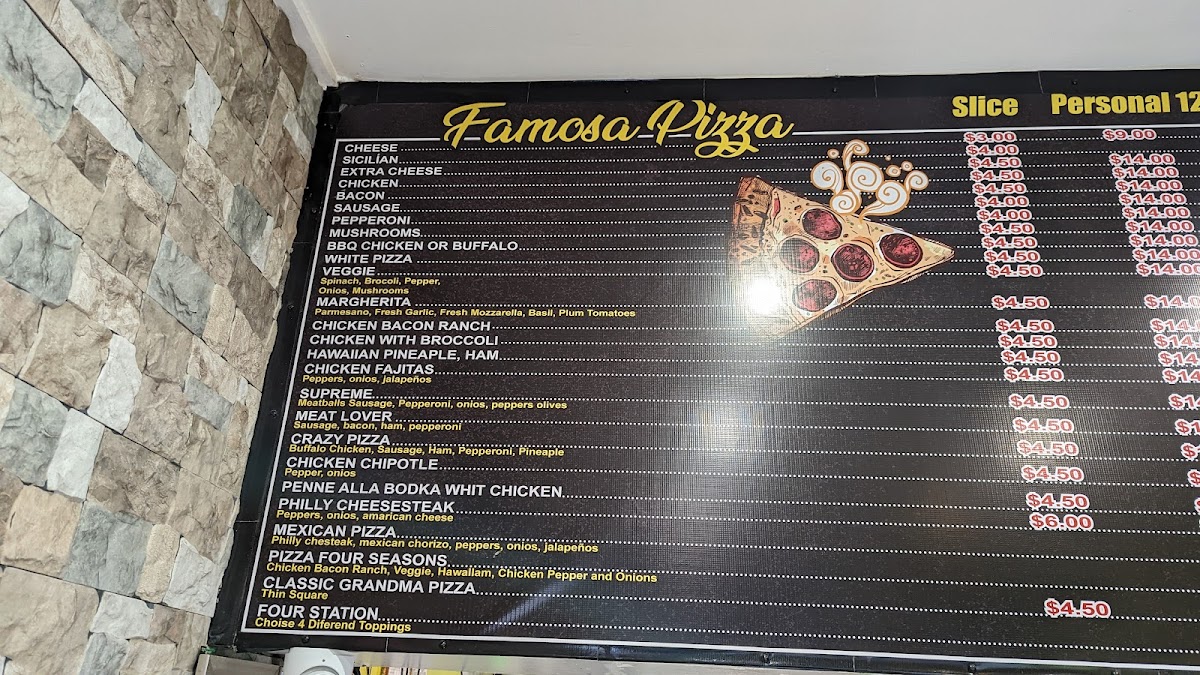 Famosa Pizza
Slice Personal 12
CHEESE $3.00 $9.00
SICILIAN $4.00
EXTRA CHEESE $4.50 $14.00
CHICKEN $4.50 $14.00
BACON $4.50 $14.00
SAUSAGE $4.00 $14.00
PEPPERONI $4.00 $14.00
MUSHROOMS $4.50 $14.00
BBQ CHICKEN OR BUFFALO $4.50 $14.00
WHITE PIZZA $4.50 $14.00
VEGGIE $4.50 $14.00
Spinach, Brocoli, Pepper,
Onios, Mushrooms
MARGHERITA $4.50
Parmesano, Fresh Garlic, Fresh Mozzarella, Basil, Plum Tomatoes
CHICKEN BACON RANCH $4.50
CHICKEN WITH BROCCOLI $4.50
HAWAIIAN PINEAPLE, HAM $4.50
CHICKEN FAJITAS $4.50
Peppers, onios, jalapeños
SUPREME $4.50
Meatballs Sausage, Pepperoni, onios, peppers olives
MEAT LOVER $4.50
Sausage, bacon, ham, pepperoni
CRAZY PIZZA $4.50
Buffalo Chicken, Sausage, Ham, Pepperoni, Pineaple
CHICKEN CHIPOTLE $4.50
Pepper, onios
PENNE ALLA BODKA WHIT CHICKEN $4.50
PHILLY CHEESESTEAK $6.00
Peppers, onios, amarican cheese
MEXICAN PIZZA
Philly chesteak, mexican chorizo, peppers, onios, jalapeños
PIZZA FOUR SEASONS
Chicken Bacon Ranch, Veggie, Hawaiiam, Chicken Pepper and Onions
CLASSIC GRANDMA PIZZA $4.50
Thin Square
FOUR STATION
Choise 4 Diferend Toppings